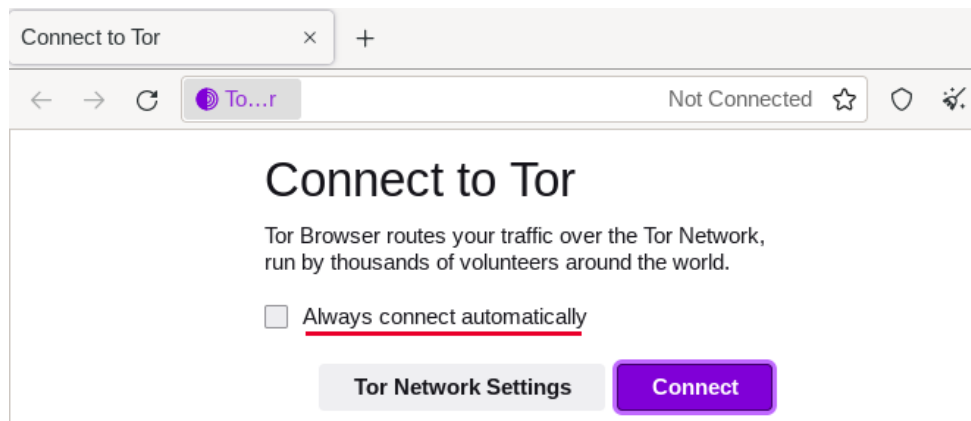 Connect to Tor
To...r
Not Connected
Connect to Tor
Tor Browser routes your traffic over the Tor Network,
run by thousands of volunteers around the world.
Always connect automatically
Tor Network Settings
Connect